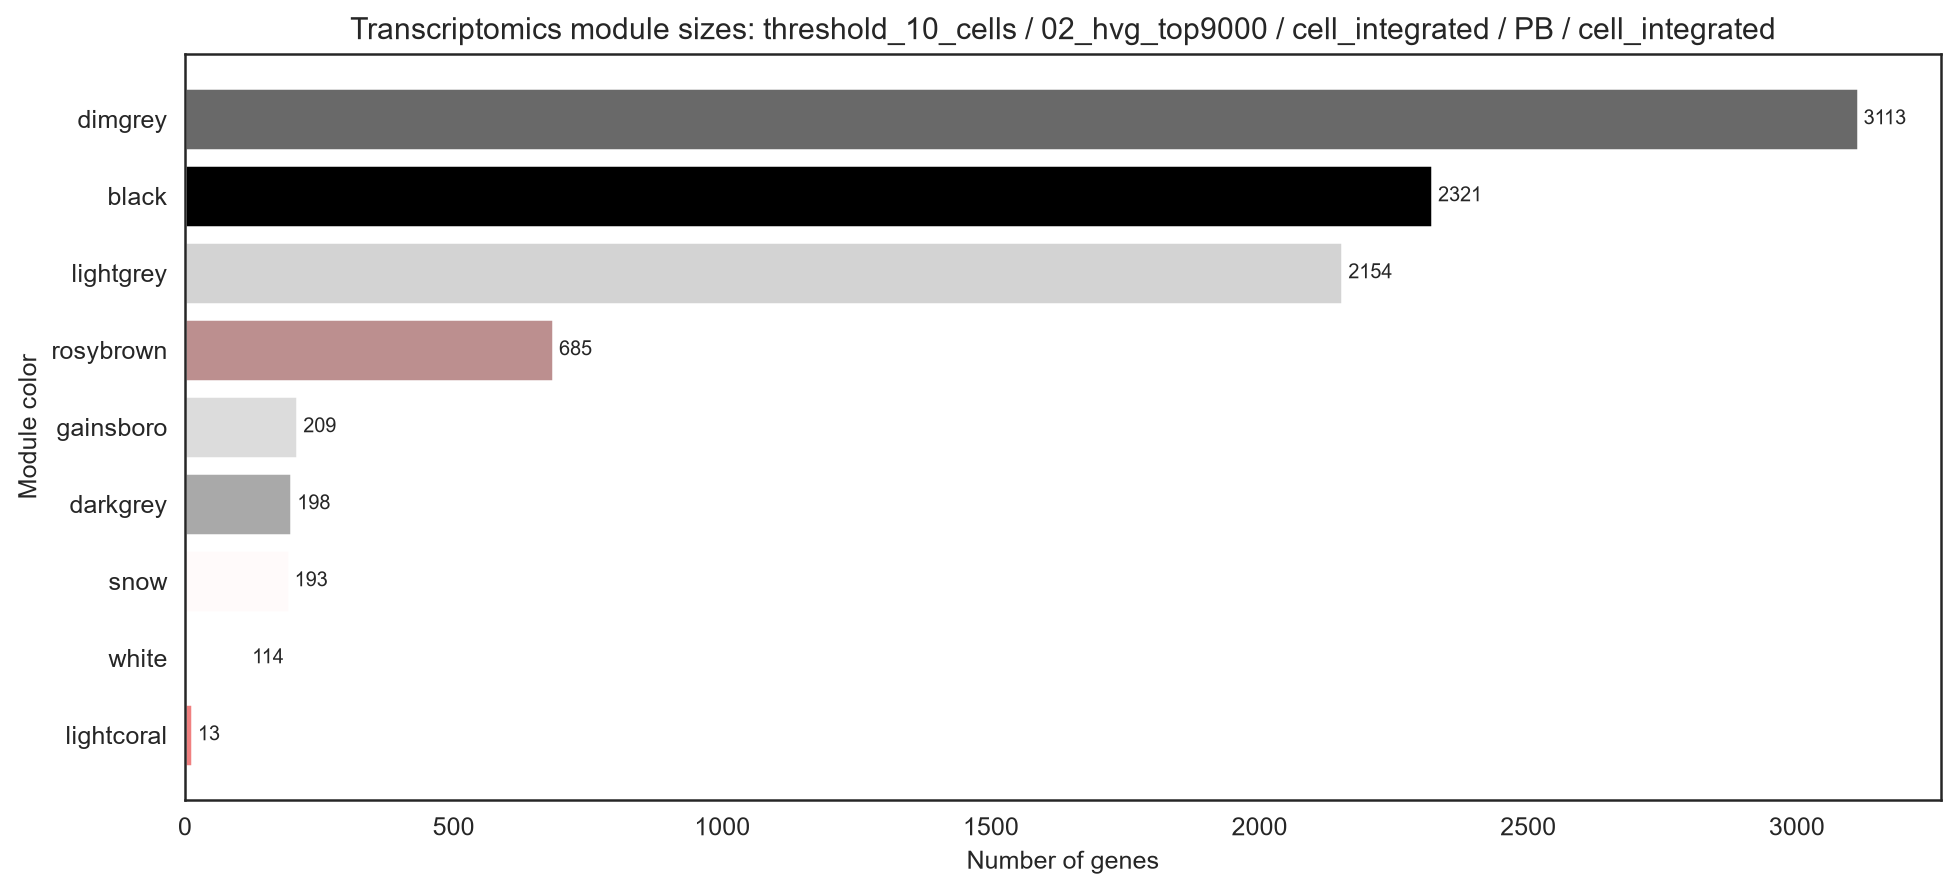 Transcriptomics module sizes: threshold_10_cells / 02_hvg_top9000 / cell_integrated / PB / cell_integrated
Module color
dimgrey 3113
black 2321
lightgrey 2154
rosybrown 685
gainsboro 209
darkgrey 198
snow 193
white 114
lightcoral 13
0 500 1000 1500 2000 2500 3000
Number of genes